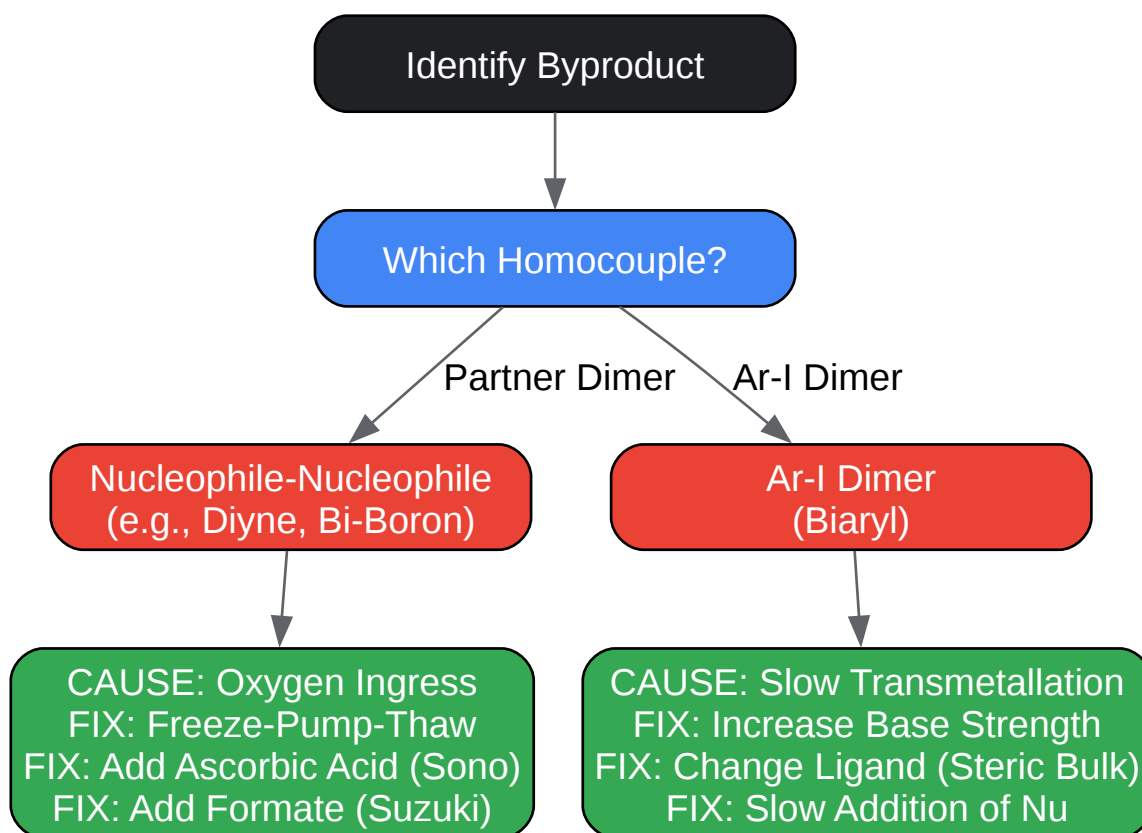 Identify Byproduct
Which Homocouple?
Partner Dimer
Ar-I Dimer
Nucleophile-Nucleophile
(e.g., Diyne, Bi-Boron)
Ar-I Dimer
(Biaryl)
CAUSE: Oxygen Ingress
FIX: Freeze-Pump-Thaw
FIX: Add Ascorbic Acid (Sono)
FIX: Add Formate (Suzuki)
CAUSE: Slow Transmetallation
FIX: Increase Base Strength
FIX: Change Ligand (Steric Bulk)
FIX: Slow Addition of Nu